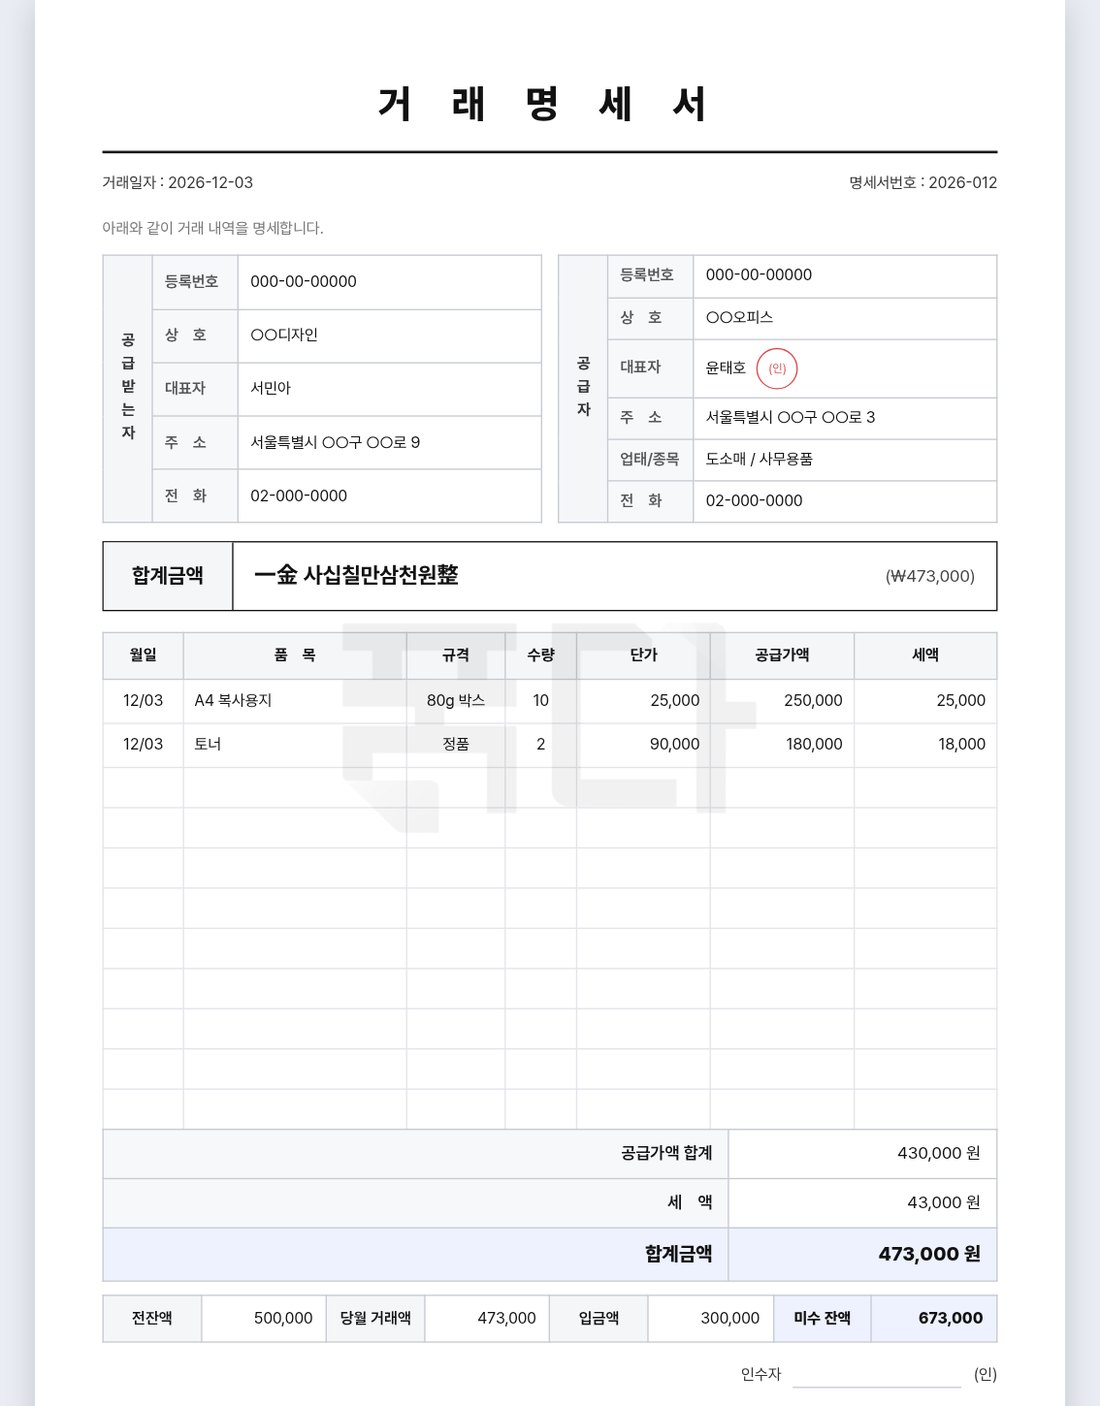 거 래 명 세 서
거래일자 : 2026-12-03 명세서번호 : 2026-012
아래와 같이 거래 내역을 명세합니다.
공급받는자
등록번호 000-00-00000
상 호 ○○디자인
대표자 서민아
주 소 서울특별시 ○○구 ○○로 9
전 화 02-000-0000
공급자
등록번호 000-00-00000
상 호 ○○오피스
대표자 윤태호 (인)
주 소 서울특별시 ○○구 ○○로 3
업태/종목 도소매 / 사무용품
전 화 02-000-0000
합계금액 一金 사십칠만삼천원整 (₩473,000)
월일 품 목 규격 수량 단가 공급가액 세액
12/03 A4 복사용지 80g 박스 10 25,000 250,000 25,000
12/03 토너 정품 2 90,000 180,000 18,000
공급가액 합계 430,000 원
세 액 43,000 원
합계금액 473,000 원
전잔액 500,000 당월 거래액 473,000 입금액 300,000 미수 잔액 673,000
인수자 (인)